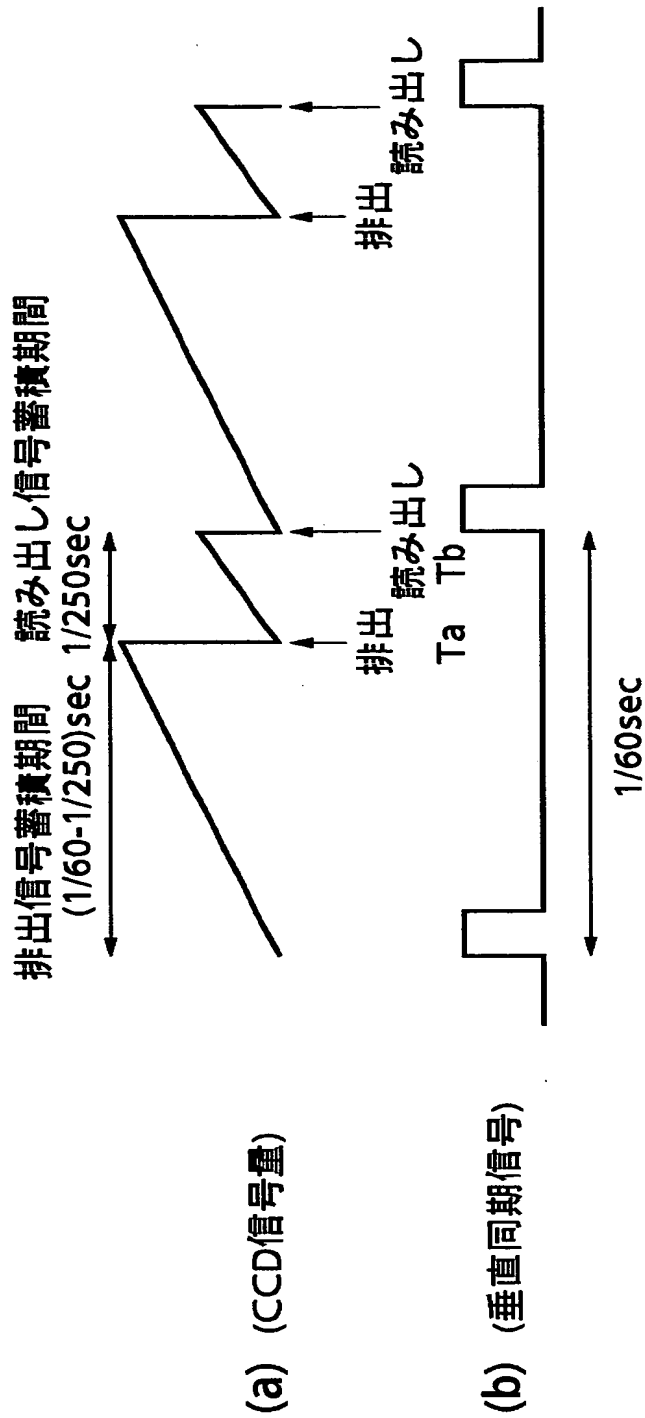 排出信号蓄積期間 読み出し信号蓄積期間
(1/60-1/250)sec 1/250sec
(a) (CCD信号量)
排出 読み出し 排出 読み出し
Ta Tb
(b) (垂直同期信号)
1/60sec